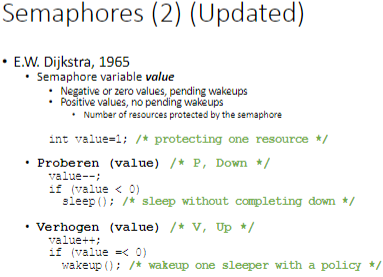 Semaphores (2) (Updated)
• E.W. Dijkstra, 1965
• Semaphore variable value
• Negative or zero values, pending wakeups
• Positive values, no pending wakeups
• Number of resources protected by the semaphore
int value=1; /* protecting one resource */
• Proberen (value) /* P, Down */
value--;
if (value < 0)
sleep(); /* sleep without completing down */
• Verhogen (value) /* V, Up */
value++;
if (value =< 0)
wakeup(); /* wakeup one sleeper with a policy */